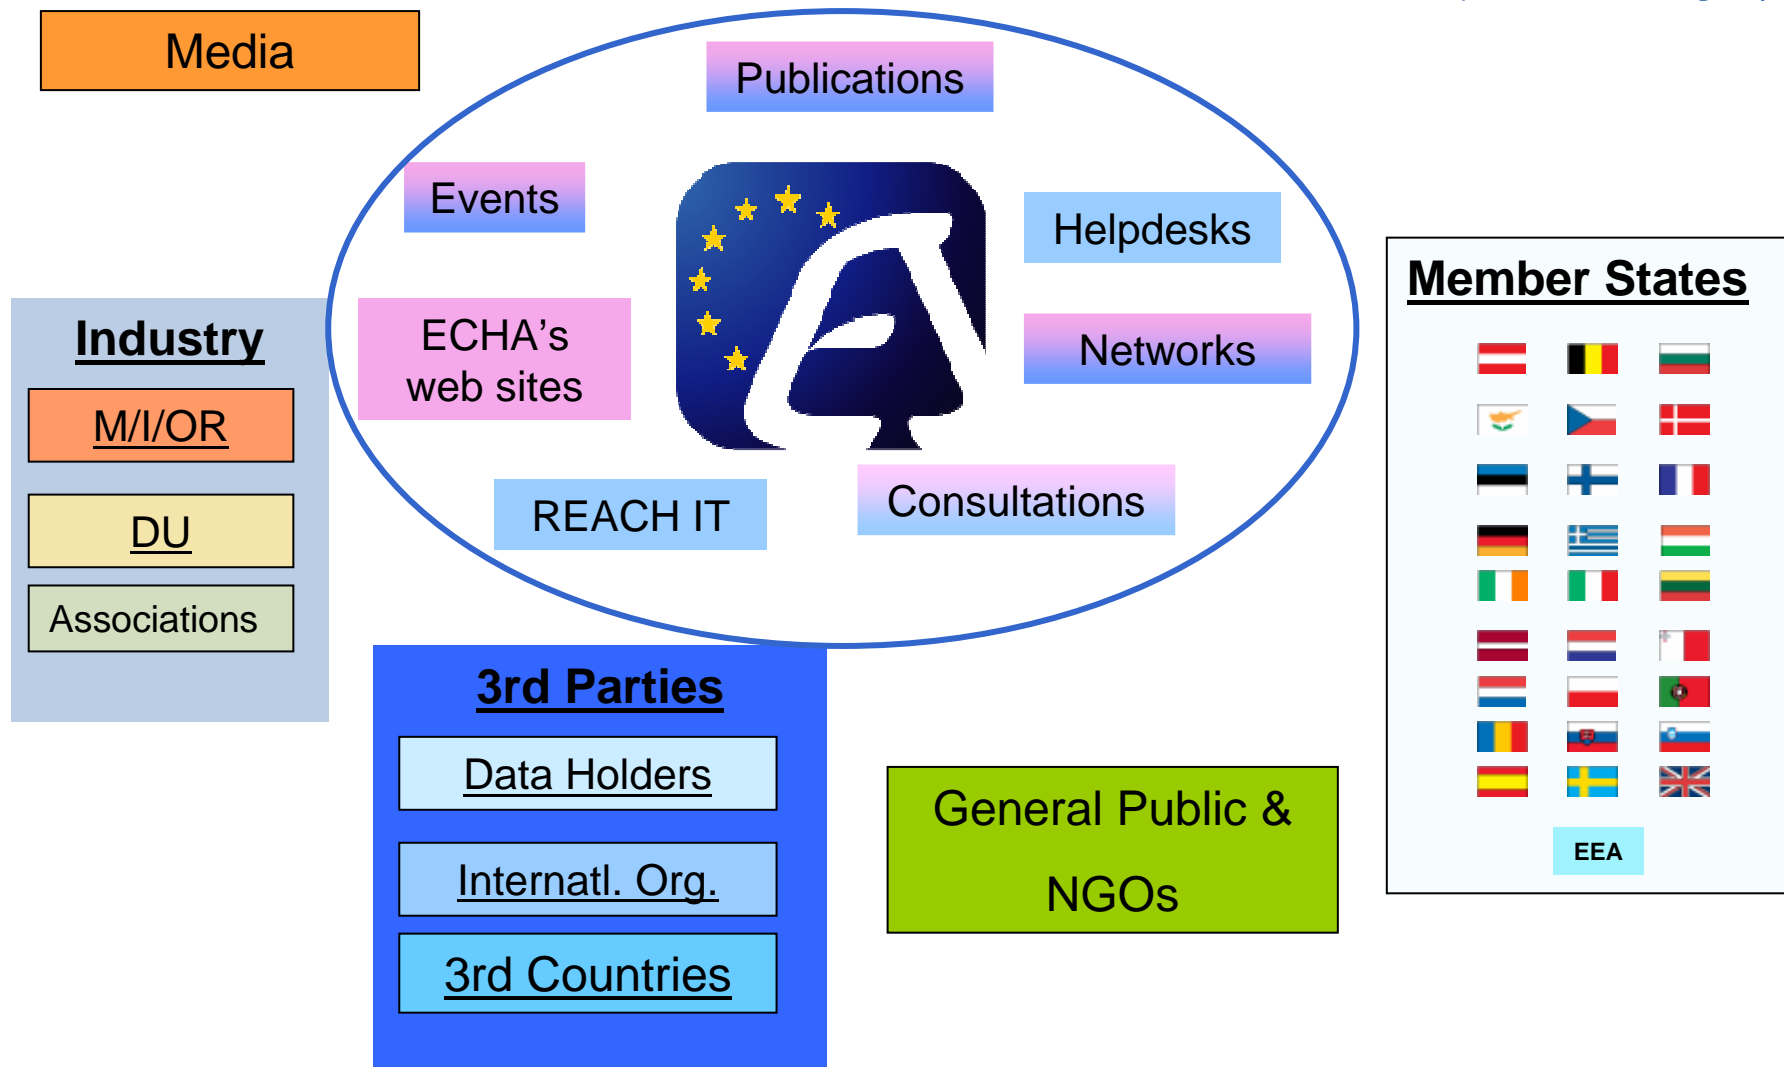 Media
Publications
Events
Helpdesks
ECHA's
web sites
Networks
REACH IT
Consultations
Industry
M/I/OR
DU
Associations
3rd Parties
Data Holders
Internatl. Org.
3rd Countries
General Public &
NGOs
Member States
EEA